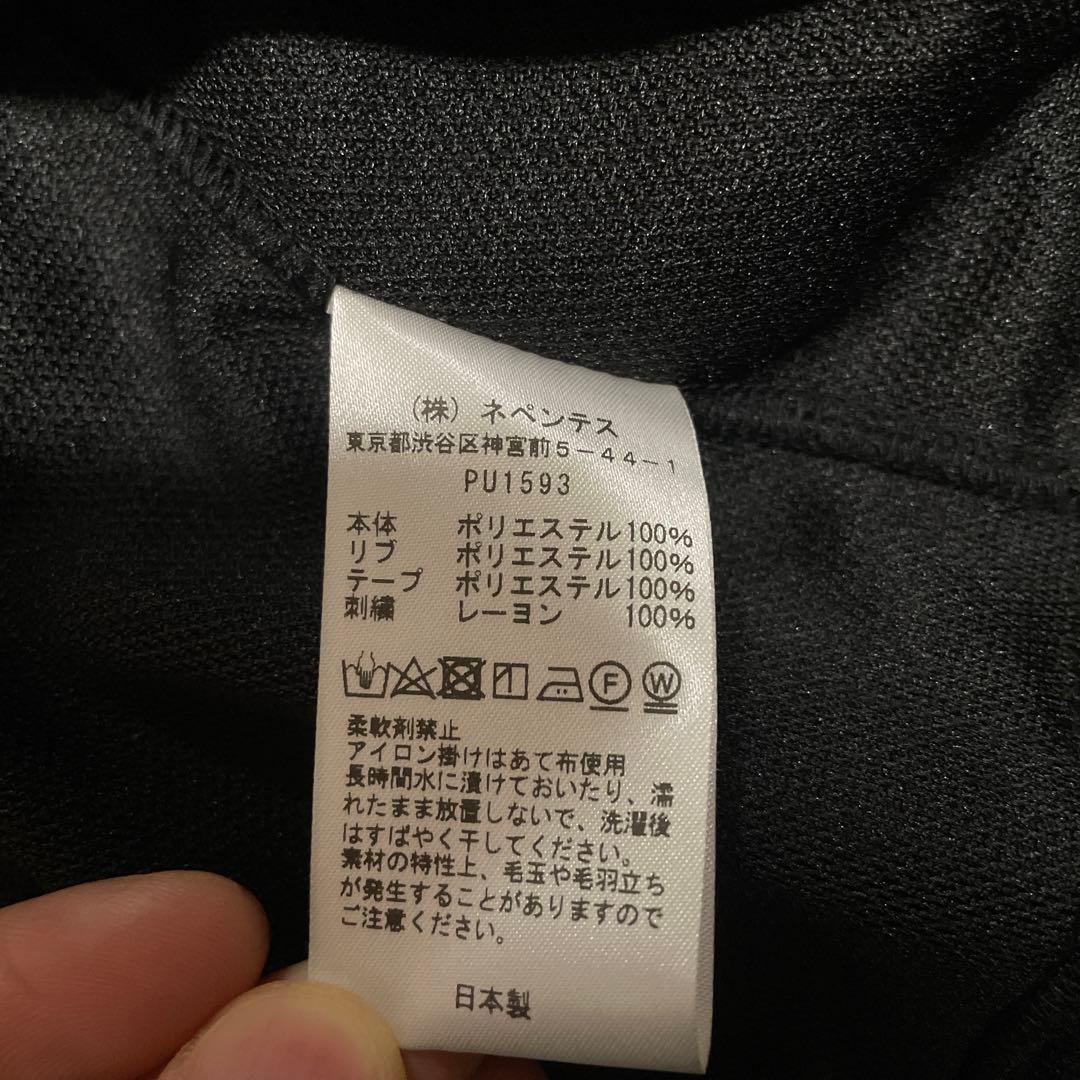 (株) ネペンテス
東京都渋谷区神宮前5-44-1
PU1593
本体 ポリエステル100%
リブ ポリエステル100%
テープ ポリエステル100%
刺繍 レーヨン 100%
F W
柔軟剤禁止
アイロン掛けはあて布使用
長時間水に漬けておいたり、濡
れたまま放置しないで、洗濯後
はすばやく干してください。
素材の特性上、毛玉や毛羽立ち
が発生することがありますので
ご注意ください。
日本製